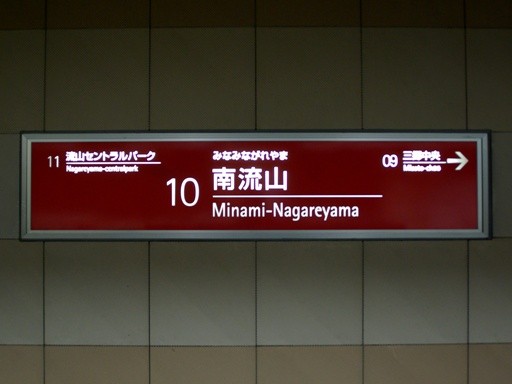 11 流山セントラルパーク
Nagareyama-centralpark
みなみながれやま
10 南流山
Minami-Nagareyama
09 三郷中央 →
Misato-chuo